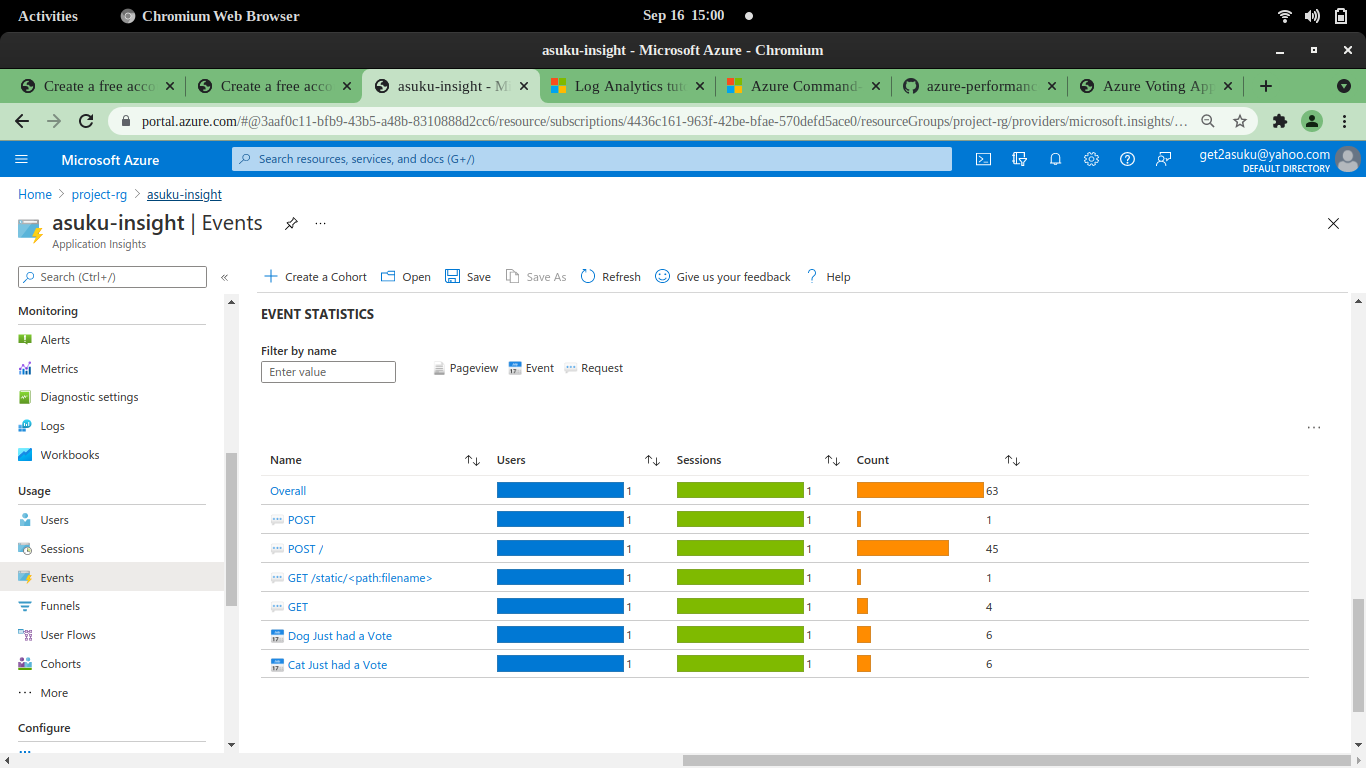 Activities Chromium Web Browser Sep 16 15:00
asuku-insight - Microsoft Azure - Chromium
Create a free acco Create a free acco asuku-insight - Mi Log Analytics tut Azure Command- azure-performanc Azure Voting App
portal.azure.com/#@3aaf0c11-bfb9-43b5-a48b-8310888d2cc6/resource/subscriptions/4436c161-963f-42be-bfae-570defd5ace0/resourceGroups/project-rg/providers/microsoft.insights/…
Microsoft Azure Search resources, services, and docs (G+/) get2asuku@yahoo.com
DEFAULT DIRECTORY
Home > project-rg > asuku-insight
asuku-insight | Events ...
Application Insights
Search (Ctrl+/) «
Create a Cohort Open Save Save As Refresh Give us your feedback ? Help
Monitoring
Alerts
Metrics
Diagnostic settings
Logs
Workbooks
Usage
Users
Sessions
Events
Funnels
User Flows
Cohorts
More
Configure
EVENT STATISTICS
Filter by name
Enter value Pageview Event Request
...
Name Users Sessions Count
Overall 1 1 63
POST 1 1 1
POST / 1 1 45
GET /static/<path:filename> 1 1 1
GET 1 1 4
Dog Just had a Vote 1 1 6
Cat Just had a Vote 1 1 6